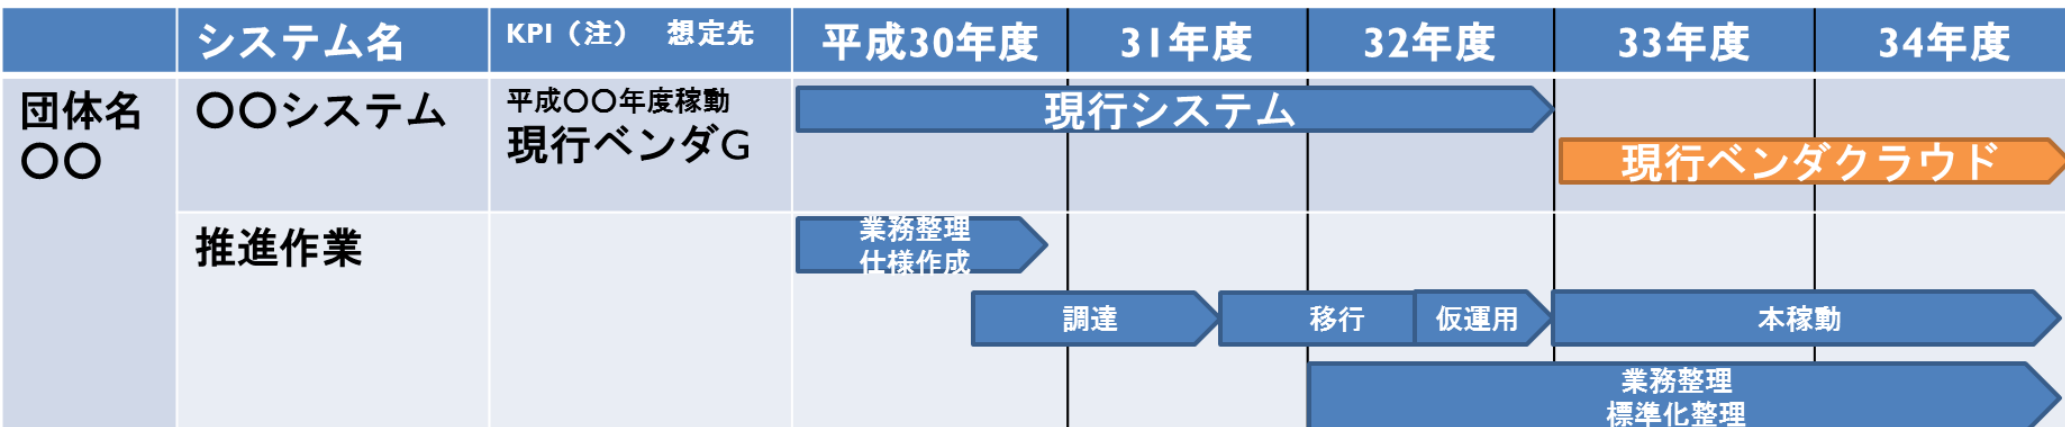 システム名 KPI（注） 想定先 平成30年度 31年度 32年度 33年度 34年度
団体名
〇〇
〇〇システム
平成〇〇年度稼動
現行ベンダG
現行システム
現行ベンダクラウド
推進作業
業務整理
仕様作成
調達 移行 仮運用 本稼動
業務整理
標準化整理